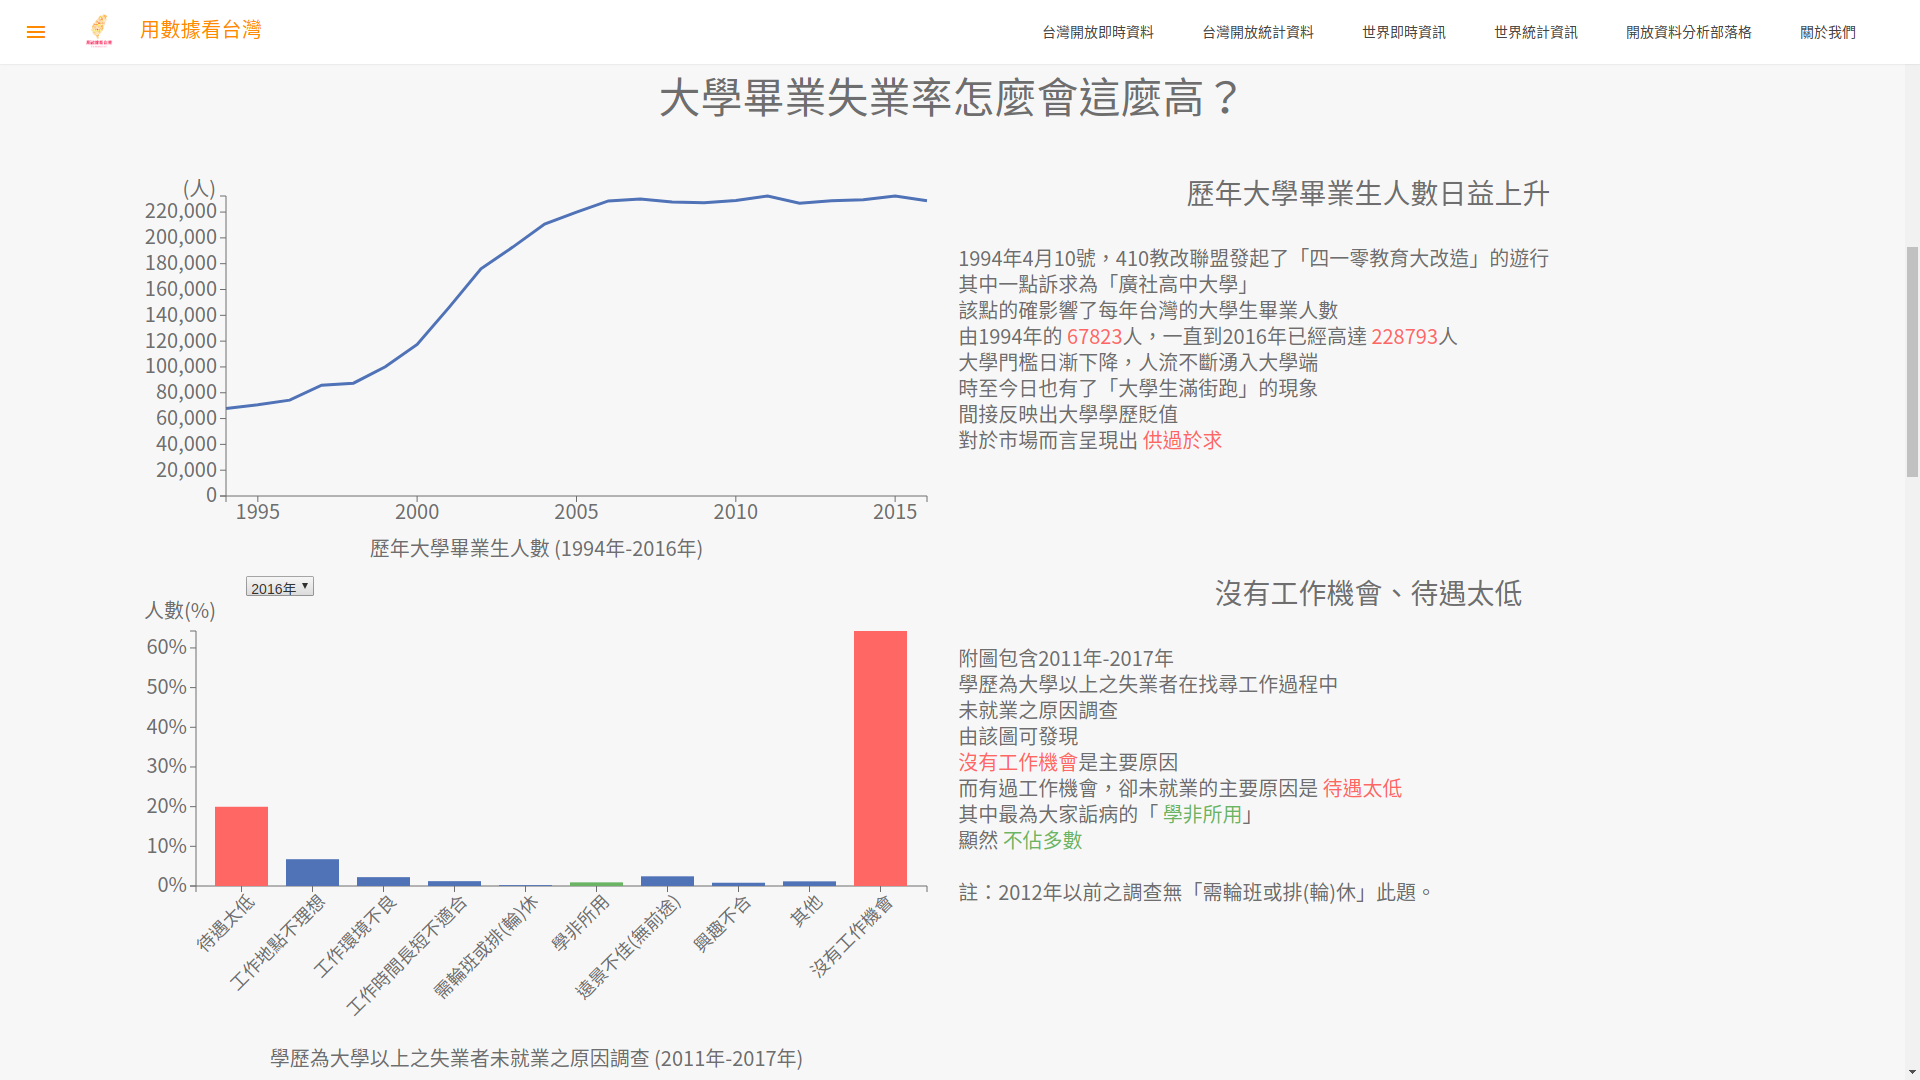 用數據看台灣
台灣開放即時資料
台灣開放統計資料
世界即時資訊
世界統計資訊
開放資料分析部落格
關於我們
大學畢業失業率怎麼會這麼高？
(人)
220,000
200,000
180,000
160,000
140,000
120,000
100,000
80,000
60,000
40,000
20,000
0
1995
2000
2005
2010
2015
歷年大學畢業生人數 (1994年-2016年)
歷年大學畢業生人數日益上升
1994年4月10號，410教改聯盟發起了「四一零教育大改造」的遊行
其中一點訴求為「廣社高中大學」
該點的確影響了每年台灣的大學生畢業人數
由1994年的 67823人，一直到2016年已經高達 228793人
大學門檻日漸下降，人流不斷湧入大學端
時至今日也有了「大學生滿街跑」的現象
間接反映出大學學歷貶值
對於市場而言呈現出 供過於求
2016年
人數(%)
60%
50%
40%
30%
20%
10%
0%
待遇太低
工作地點不理想
工作環境不良
工作時間長短不適合
需輪班或排(輪)休
學非所用
遠景不佳(無前途)
興趣不合
其他
沒有工作機會
學歷為大學以上之失業者未就業之原因調查 (2011年-2017年)
沒有工作機會、待遇太低
附圖包含2011年-2017年
學歷為大學以上之失業者在找尋工作過程中
未就業之原因調查
由該圖可發現
沒有工作機會是主要原因
而有過工作機會，卻未就業的主要原因是 待遇太低
其中最為大家詬病的「 學非所用」
顯然 不佔多數
註：2012年以前之調查無「需輪班或排(輪)休」此題。